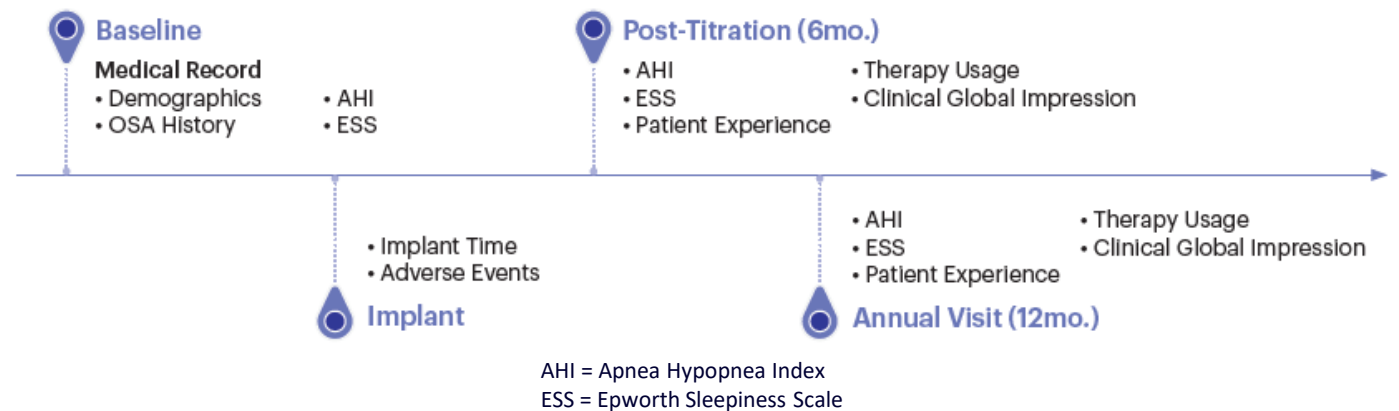 Baseline
Medical Record
• Demographics
• OSA History
• AHI
• ESS
Implant
• Implant Time
• Adverse Events
Post-Titration (6mo.)
• AHI
• ESS
• Patient Experience
• Therapy Usage
• Clinical Global Impression
• AHI
• ESS
• Patient Experience
• Therapy Usage
• Clinical Global Impression
Annual Visit (12mo.)
AHI = Apnea Hypopnea Index
ESS = Epworth Sleepiness Scale